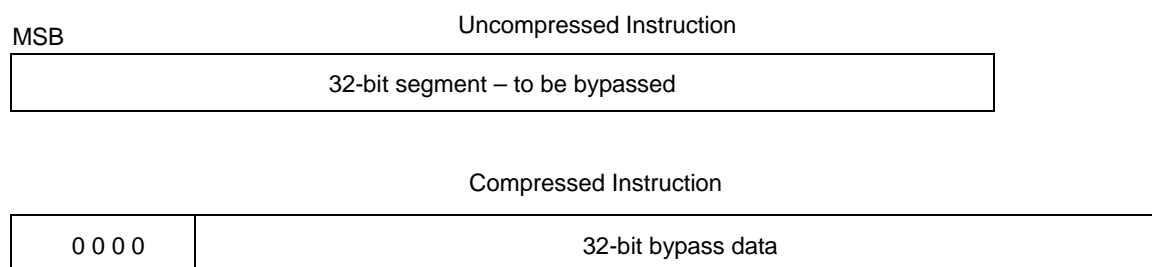 MSB
Uncompressed Instruction
32-bit segment – to be bypassed
Compressed Instruction
0 0 0 0
32-bit bypass data